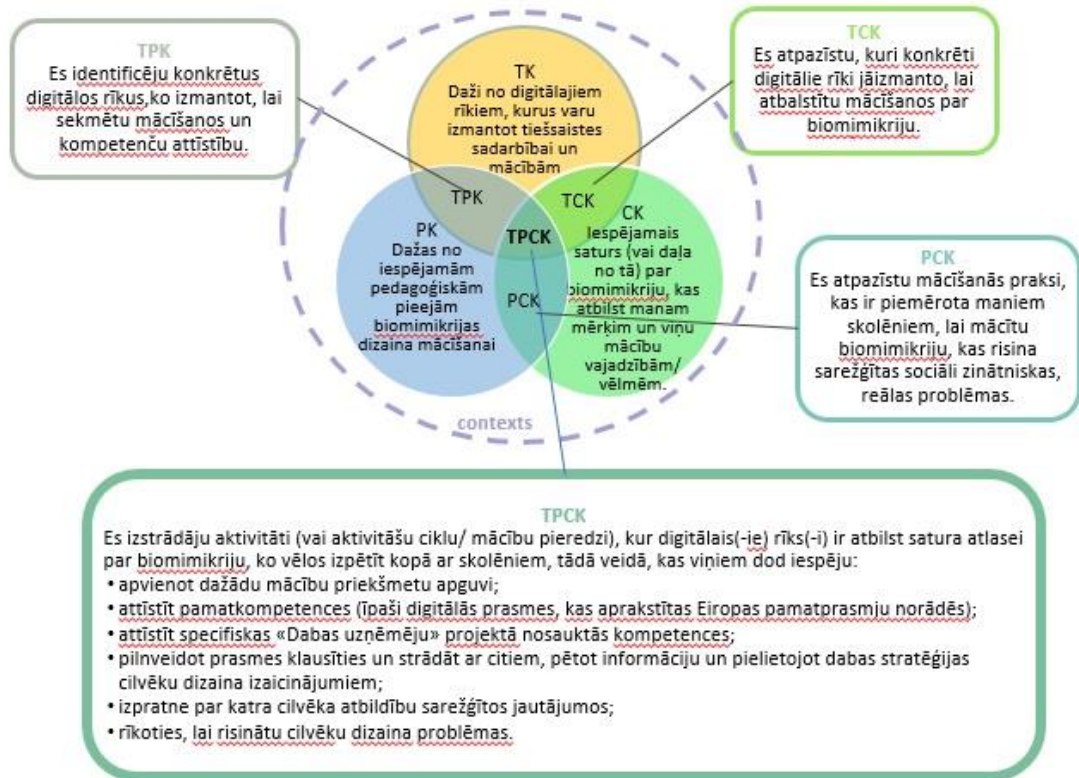 TPK
Es identificēju konkrētus
digitālos rīkus,ko izmantot, lai
sekmētu mācīšanos un
kompetenču attīstību.
TK
Daži no digitālajiem
rīkiem, kurus varu
izmantot tiešsaistes
sadarbībai un
mācībām
TCK
Es atpazīstu, kuri konkrēti
digitālie rīki jāizmanto, lai
atbalstītu mācīšanos par
biomimikriju.
TPK
TCK
TPCK
PCK
PK
Dažas no
iespējamām
pedagoģiskām
pieejām
biomimikrijas
dizaina mācīšanai
CK
Iespējamais
saturs (vai daļa
no tā) par
biomimikriju, kas
atbilst manam
mērķim un viņu
mācību
vajadzībām/
vēlmēm.
PCK
Es atpazīstu mācīšanās praksi,
kas ir piemērota maniem
skolēniem, lai mācītu
biomimikriju, kas risina
sarežģītas sociāli zinātniskas,
reālas problēmas.
contexts
TPCK
Es izstrādāju aktivitāti (vai aktivitāšu ciklu/ mācību pieredzi), kur digitālais(-ie) rīks(-i) ir atbilst satura atlasei
par biomimikriju, ko vēlos izpētīt kopā ar skolēniem, tādā veidā, kas viņiem dod iespēju:
• apvienot dažādu mācību priekšmetu apguvi;
• attīstīt pamatkompetences (īpaši digitālās prasmes, kas aprakstītas Eiropas pamatprasmju norādēs);
• attīstīt specifiskas «Dabas uzņēmēju» projektā nosauktās kompetences;
• pilnveidot prasmes klausīties un strādāt ar citiem, pētot informāciju un pielietojot dabas stratēģijas
cilvēku dizaina izaicinājumiem;
• izpratne par katra cilvēka atbildību sarežģītos jautājumos;
• rīkoties, lai risinātu cilvēku dizaina problēmas.